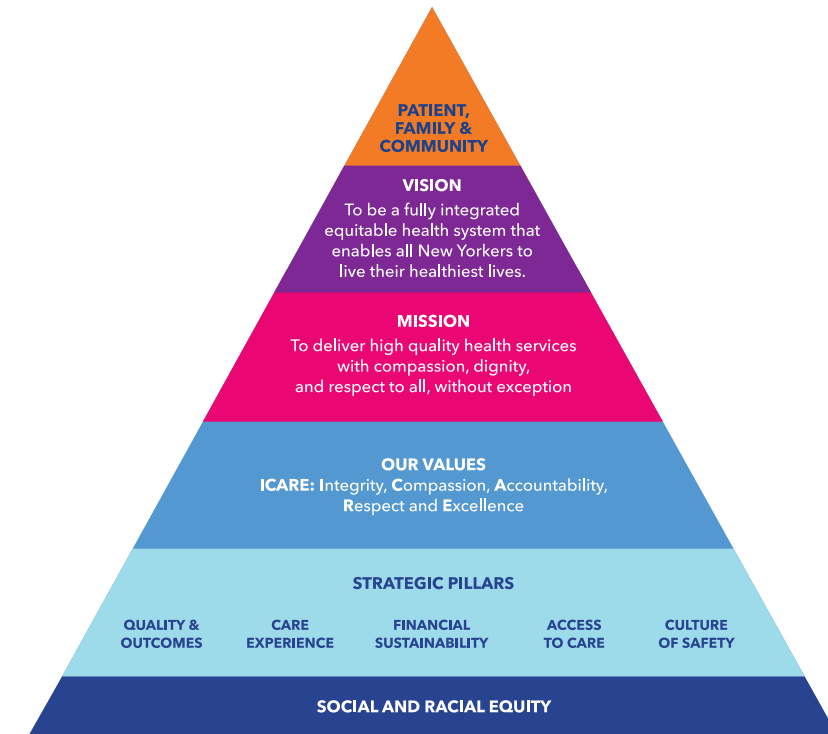 PATIENT,
FAMILY &
COMMUNITY
VISION
To be a fully integrated
equitable health system that
enables all New Yorkers to
live their healthiest lives.
MISSION
To deliver high quality health services
with compassion, dignity,
and respect to all, without exception
OUR VALUES
ICARE: Integrity, Compassion, Accountability,
Respect and Excellence
STRATEGIC PILLARS
QUALITY &
OUTCOMES
CARE
EXPERIENCE
FINANCIAL
SUSTAINABILITY
ACCESS
TO CARE
CULTURE
OF SAFETY
SOCIAL AND RACIAL EQUITY